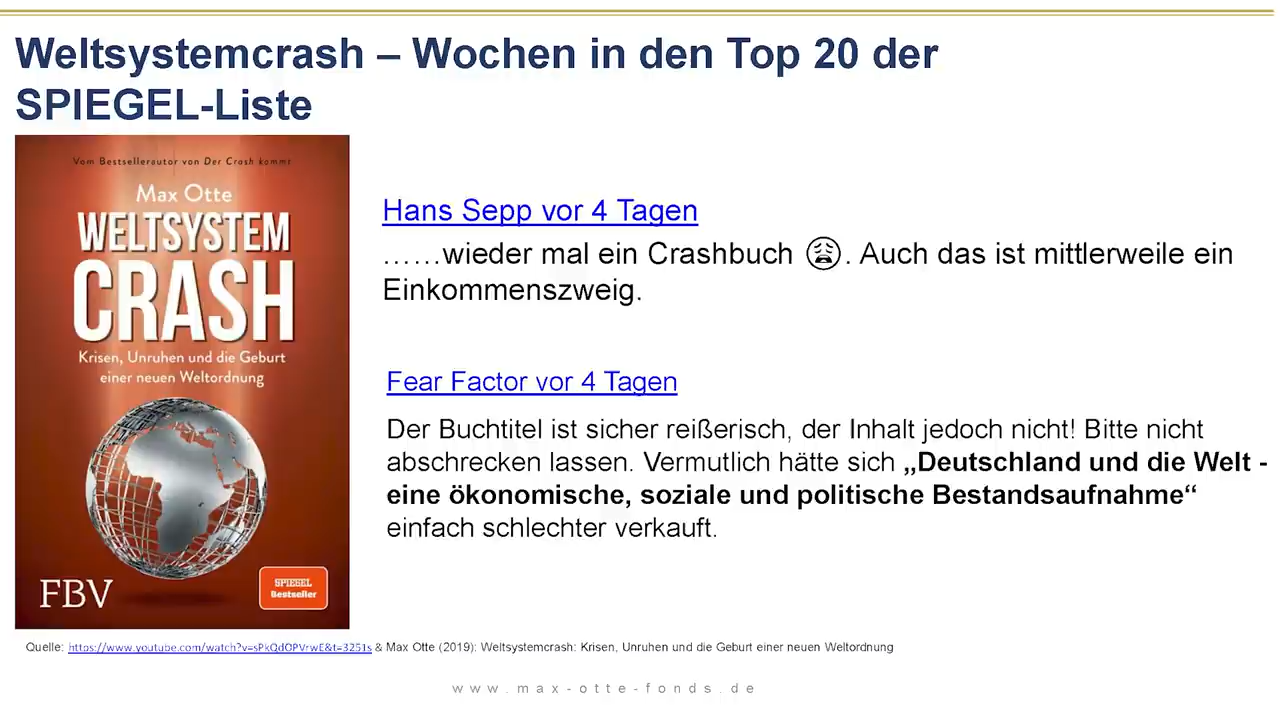 Weltsystemcrash – Wochen in den Top 20 der
SPIEGEL-Liste
Vom Bestsellerautor von Der Crash kommt
Max Otte
WELTSYSTEM
CRASH
Krisen, Unruhen und die Geburt
einer neuen Weltordnung
FBV
SPIEGEL
Bestseller
Hans Sepp vor 4 Tagen
……wieder mal ein Crashbuch 😩. Auch das ist mittlerweile ein
Einkommenszweig.
Fear Factor vor 4 Tagen
Der Buchtitel ist sicher reißerisch, der Inhalt jedoch nicht! Bitte nicht
abschrecken lassen. Vermutlich hätte sich „Deutschland und die Welt -
eine ökonomische, soziale und politische Bestandsaufnahme“
einfach schlechter verkauft.
Quelle: https://www.youtube.com/watch?v=sPkQdOPVrwE&t=3251s & Max Otte (2019): Weltsystemcrash: Krisen, Unruhen und die Geburt einer neuen Weltordnung
www.max-otte-fonds.de